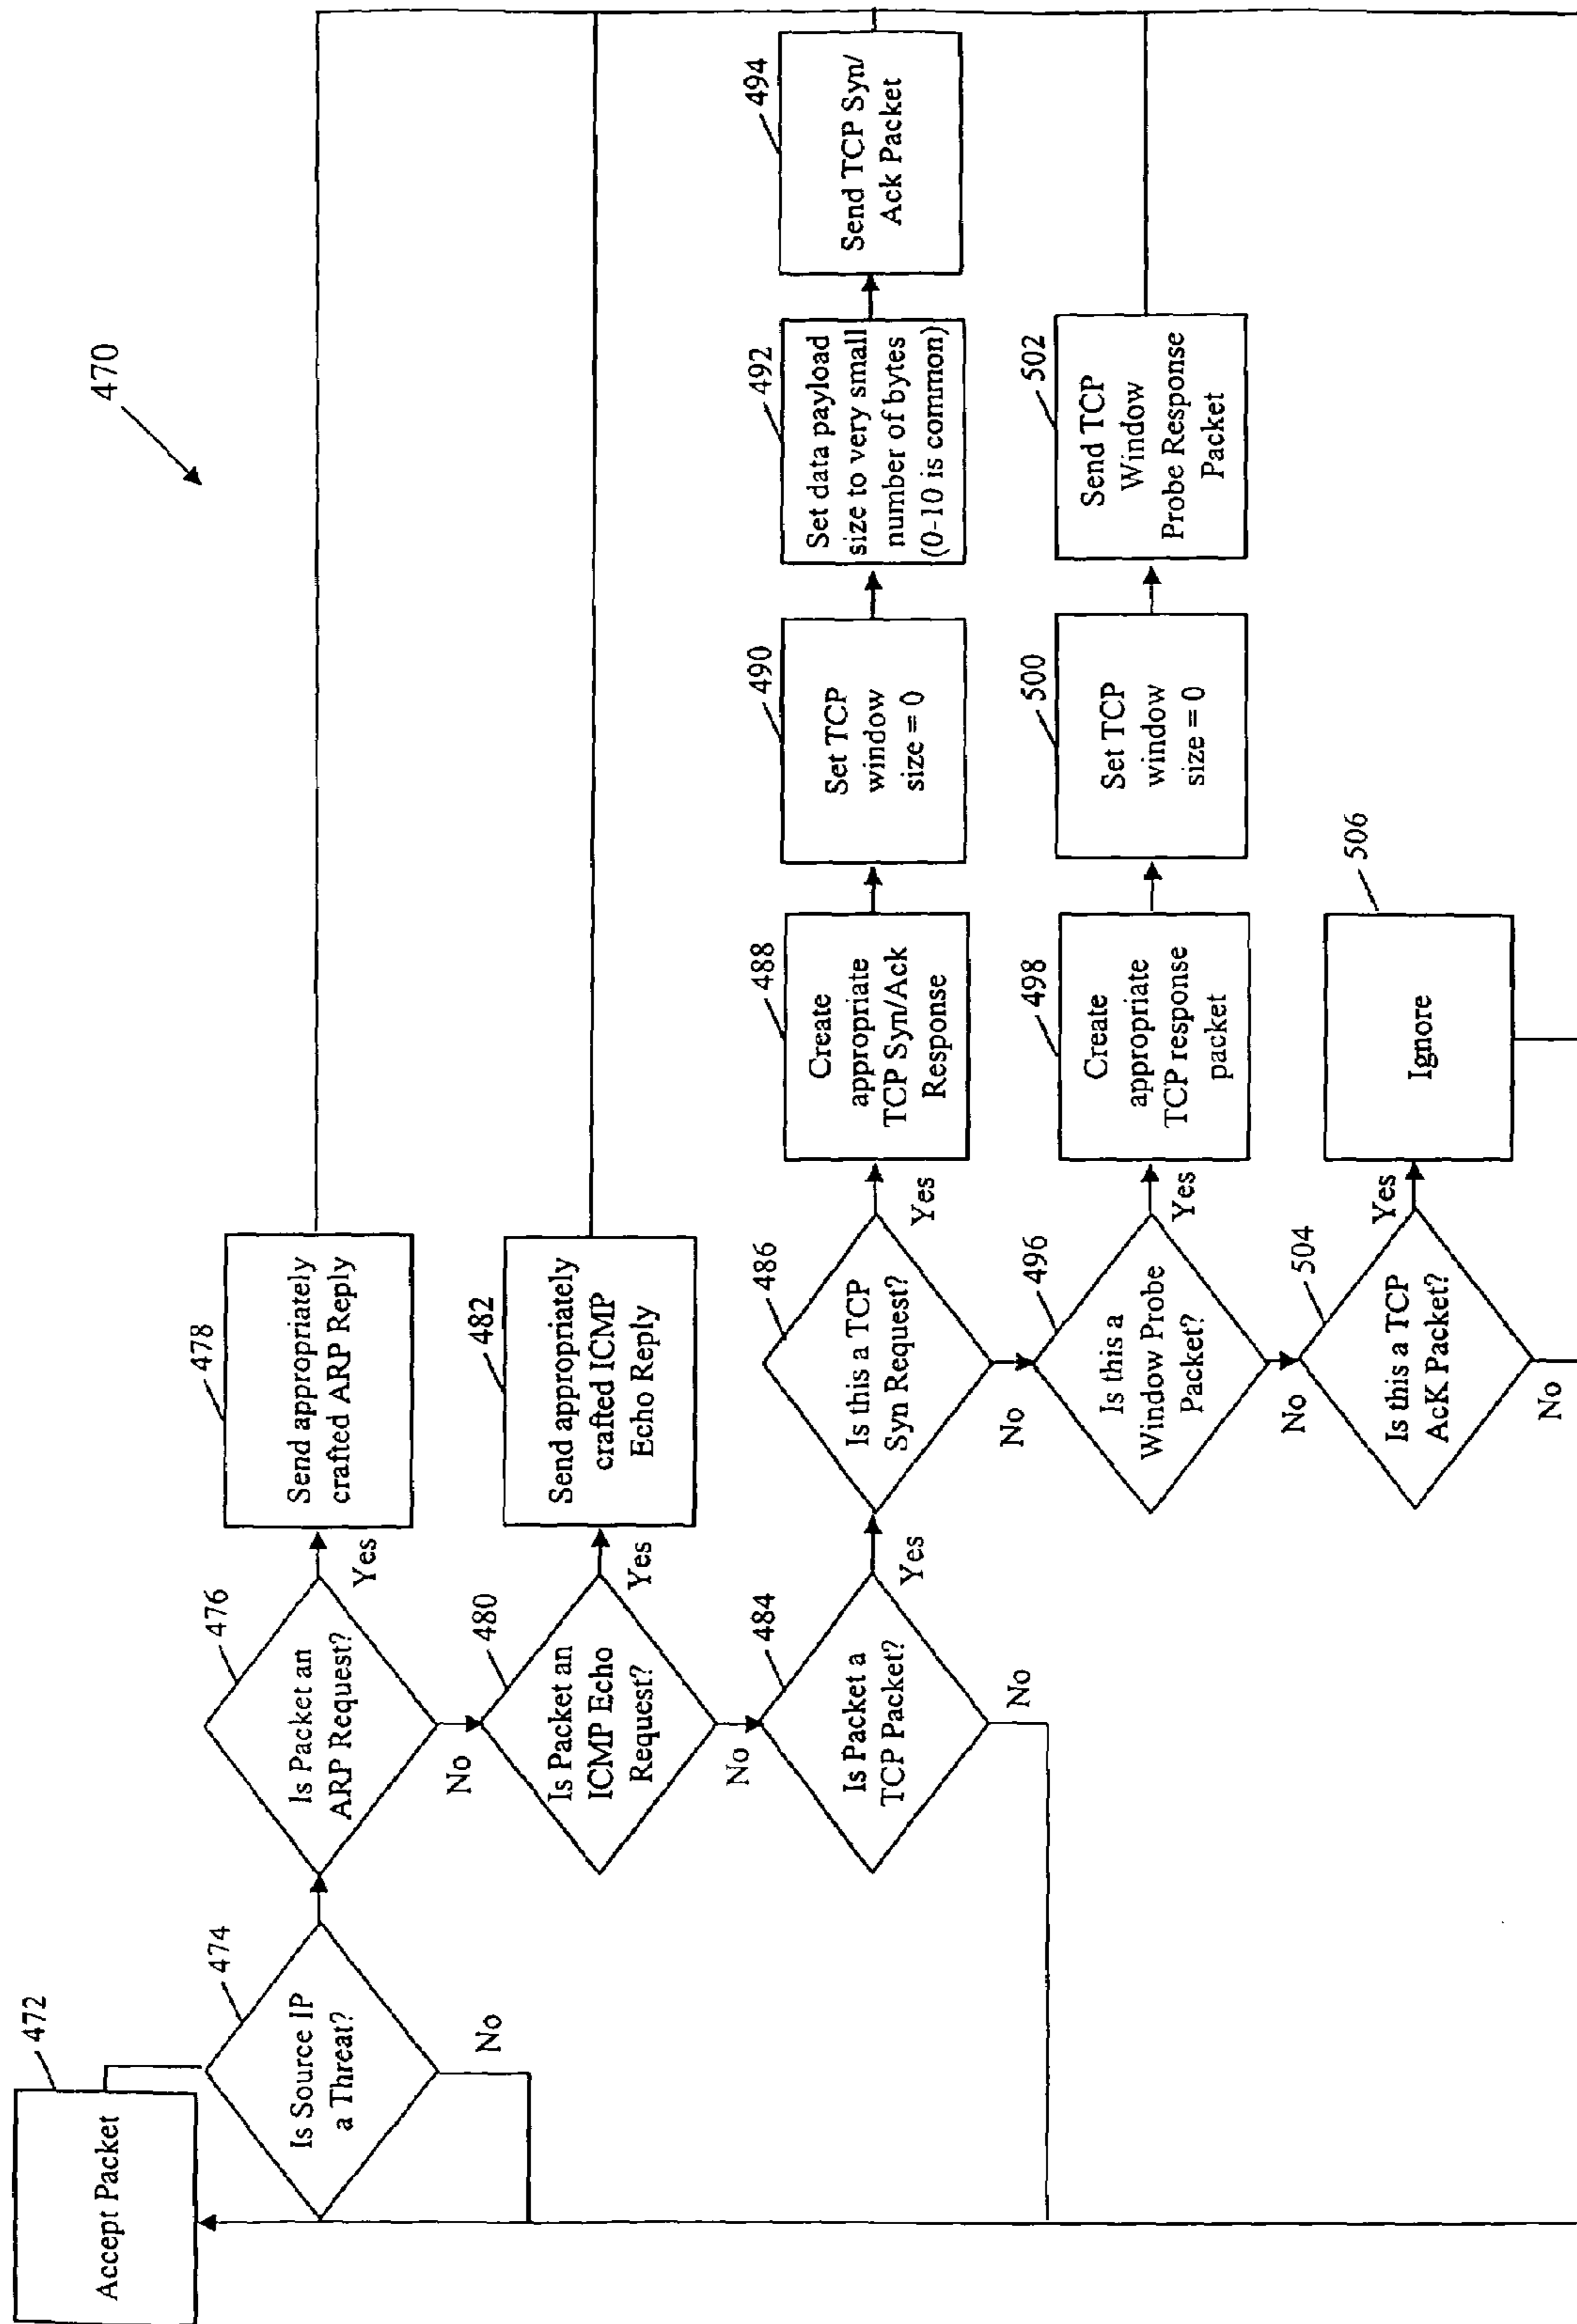 470
472
Accept Packet
474
Is Source IP
a Threat?
No
476
Is Packet an
ARP Request?
Yes
No
478
Send appropriately
crafted ARP Reply
480
Is Packet an
ICMP Echo
Request?
Yes
No
482
Send appropriately
crafted ICMP
Echo Reply
484
Is Packet a
TCP Packet?
Yes
No
486
Is this a TCP
Syn Request?
Yes
No
488
Create
appropriate
TCP Syn/Ack
Response
490
Set TCP
window
size = 0
492
Set data payload
size to very small
number of bytes
(0-10 is common)
494
Send TCP Syn/
Ack Packet
496
Is this a
Window Probe
Packet?
Yes
No
498
Create
appropriate
TCP response
packet
500
Set TCP
window
size = 0
502
Send TCP
Window
Probe Response
Packet
504
Is this a TCP
AcK Packet?
Yes
No
506
Ignore